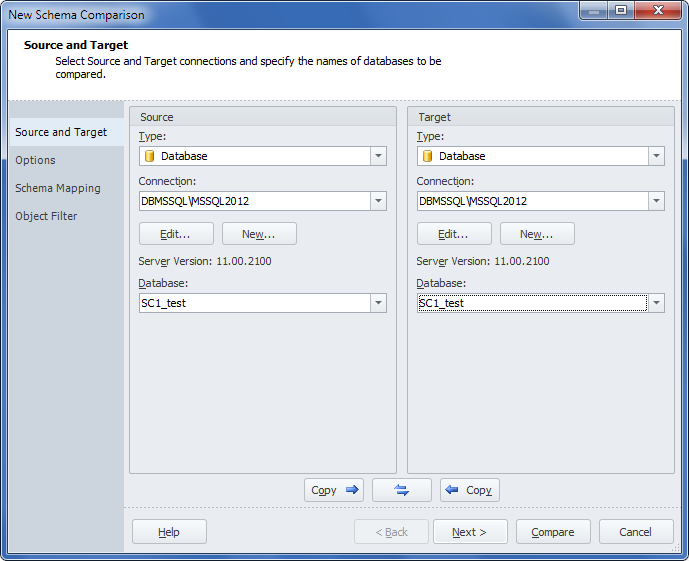 New Schema Comparison
Source and Target
Select Source and Target connections and specify the names of databases to be
compared.
Source and Target
Options
Schema Mapping
Object Filter
Source
Type:
Database
Connection:
DBMSSQL\MSSQL2012
Edit...
New...
Server Version: 11.00.2100
Database:
SC1_test
Target
Type:
Database
Connection:
DBMSSQL\MSSQL2012
Edit...
New...
Server Version: 11.00.2100
Database:
SC1_test
Copy
Copy
Help
< Back
Next >
Compare
Cancel